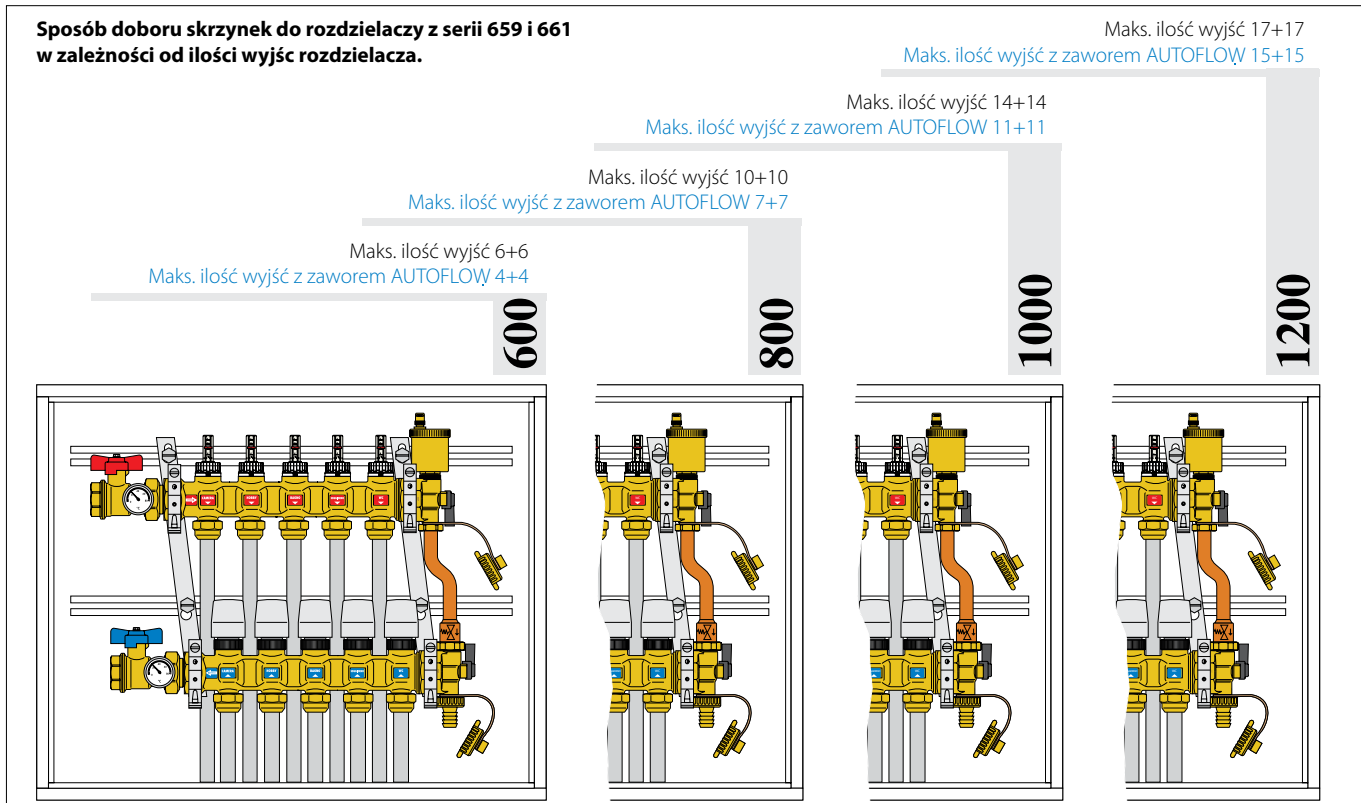 Sposób doboru skrzynek do rozdzielaczy z serii 659 i 661
w zależności od ilości wyjśc rozdzielacza.
Maks. ilość wyjść 17+17
Maks. ilość wyjść z zaworem AUTOFLOW 15+15
Maks. ilość wyjść 14+14
Maks. ilość wyjść z zaworem AUTOFLOW 11+11
Maks. ilość wyjść 10+10
Maks. ilość wyjść z zaworem AUTOFLOW 7+7
Maks. ilość wyjść 6+6
Maks. ilość wyjść z zaworem AUTOFLOW 4+4
600
800
1000
1200